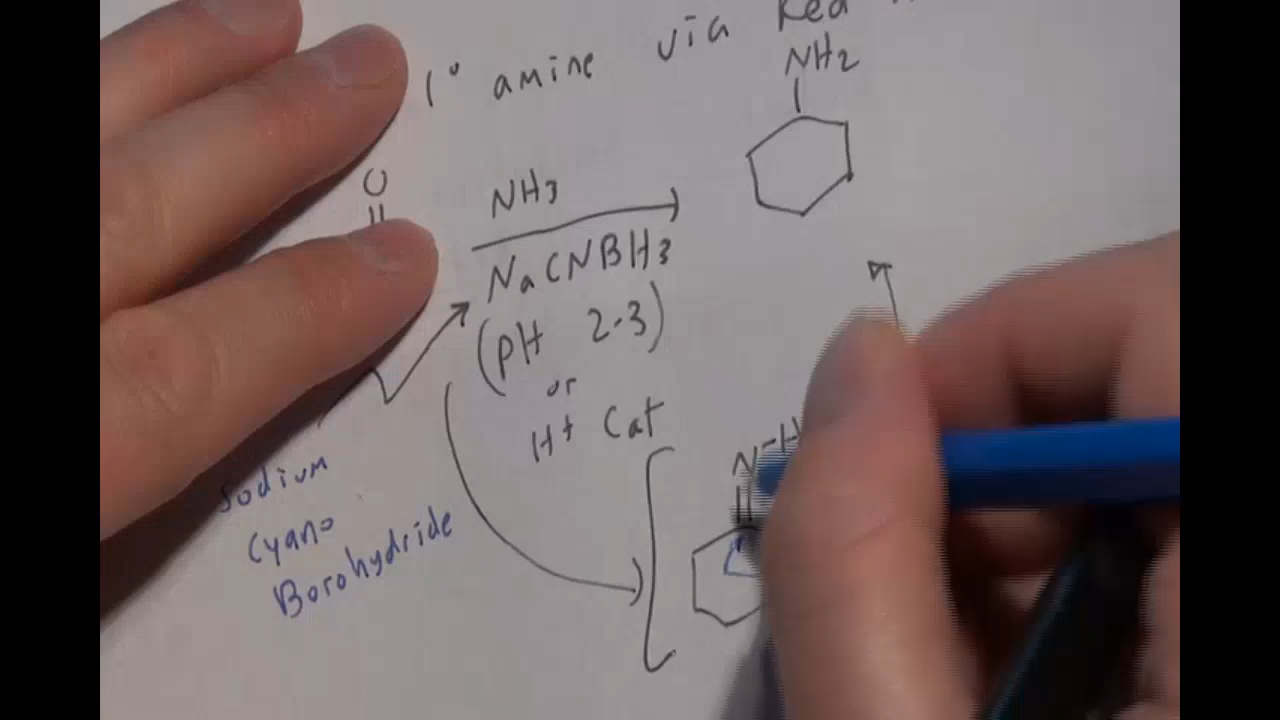 1° amine via Red
NH2
O
NH3
NaCNBH3
(pH 2-3)
or
H+ Cat
N-H
Sodium
Cyano
Borohydride